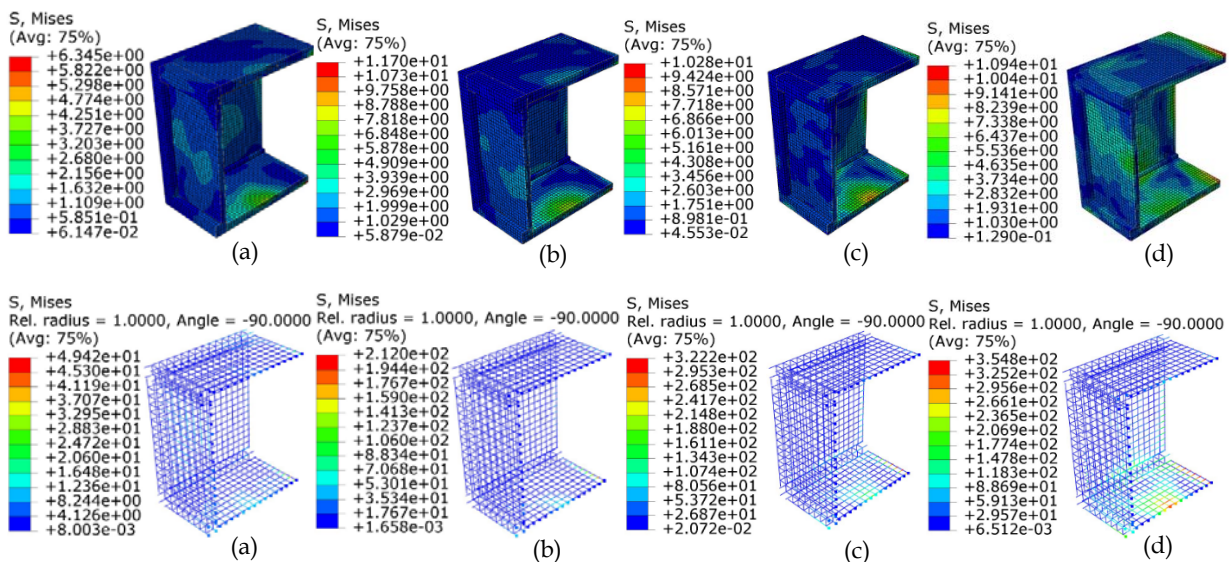 S, Mises
(Avg: 75%)
+6.345e+00
+5.822e+00
+5.298e+00
+4.774e+00
+4.251e+00
+3.727e+00
+3.203e+00
+2.680e+00
+2.156e+00
+1.632e+00
+1.109e+00
+5.851e-01
+6.147e-02
(a)
S, Mises
(Avg: 75%)
+1.170e+01
+1.073e+01
+9.758e+00
+8.788e+00
+7.818e+00
+6.848e+00
+5.878e+00
+4.909e+00
+3.939e+00
+2.969e+00
+1.999e+00
+1.029e+00
+5.879e-02
(b)
S, Mises
(Avg: 75%)
+1.028e+01
+9.424e+00
+8.571e+00
+7.718e+00
+6.866e+00
+6.013e+00
+5.161e+00
+4.308e+00
+3.456e+00
+2.603e+00
+1.751e+00
+8.981e-01
+4.553e-02
(c)
S, Mises
(Avg: 75%)
+1.094e+01
+1.004e+01
+9.141e+00
+8.239e+00
+7.338e+00
+6.437e+00
+5.536e+00
+4.635e+00
+3.734e+00
+2.832e+00
+1.931e+00
+1.030e+00
+1.290e-01
(d)
S, Mises
Rel. radius = 1.0000, Angle = -90.0000
(Avg: 75%)
+4.942e+01
+4.530e+01
+4.119e+01
+3.707e+01
+3.295e+01
+2.883e+01
+2.472e+01
+2.060e+01
+1.648e+01
+1.236e+01
+8.244e+00
+4.126e+00
+8.003e-03
(a)
S, Mises
Rel. radius = 1.0000, Angle = -90.0000
(Avg: 75%)
+2.120e+02
+1.944e+02
+1.767e+02
+1.590e+02
+1.413e+02
+1.237e+02
+1.060e+02
+8.834e+01
+7.068e+01
+5.301e+01
+3.534e+01
+1.767e+01
+1.658e-03
(b)
S, Mises
Rel. radius = 1.0000, Angle = -90.0000
(Avg: 75%)
+3.222e+02
+2.953e+02
+2.685e+02
+2.417e+02
+2.148e+02
+1.880e+02
+1.611e+02
+1.343e+02
+1.074e+02
+8.056e+01
+5.372e+01
+2.687e+01
+2.072e-02
(c)
S, Mises
Rel. radius = 1.0000, Angle = -90.0000
(Avg: 75%)
+3.548e+02
+3.252e+02
+2.956e+02
+2.661e+02
+2.365e+02
+2.069e+02
+1.774e+02
+1.478e+02
+1.183e+02
+8.869e+01
+5.913e+01
+2.957e+01
+6.512e-03
(d)